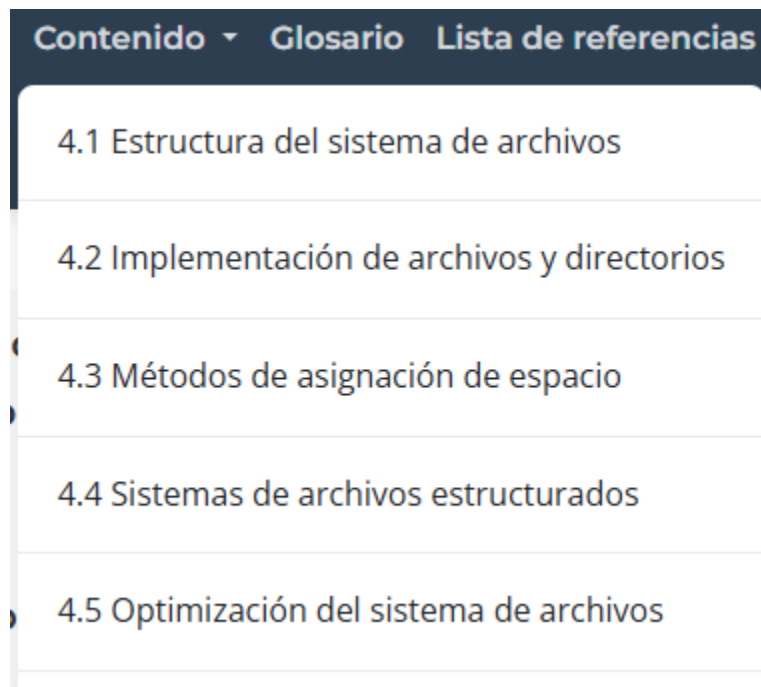 Contenido Glosario Lista de referencias
4.1 Estructura del sistema de archivos
4.2 Implementación de archivos y directorios
4.3 Métodos de asignación de espacio
4.4 Sistemas de archivos estructurados
4.5 Optimización del sistema de archivos